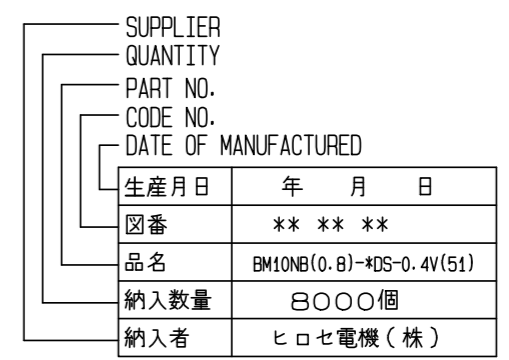 SUPPLIER
QUANTITY
PART NO.
CODE NO.
DATE OF MANUFACTURED
生産月日 年 月 日
図番 ** ** **
品名 BM10NB(0.8)-*DS-0.4V(51)
納入数量 8000個
納入者 ヒロセ電機(株)